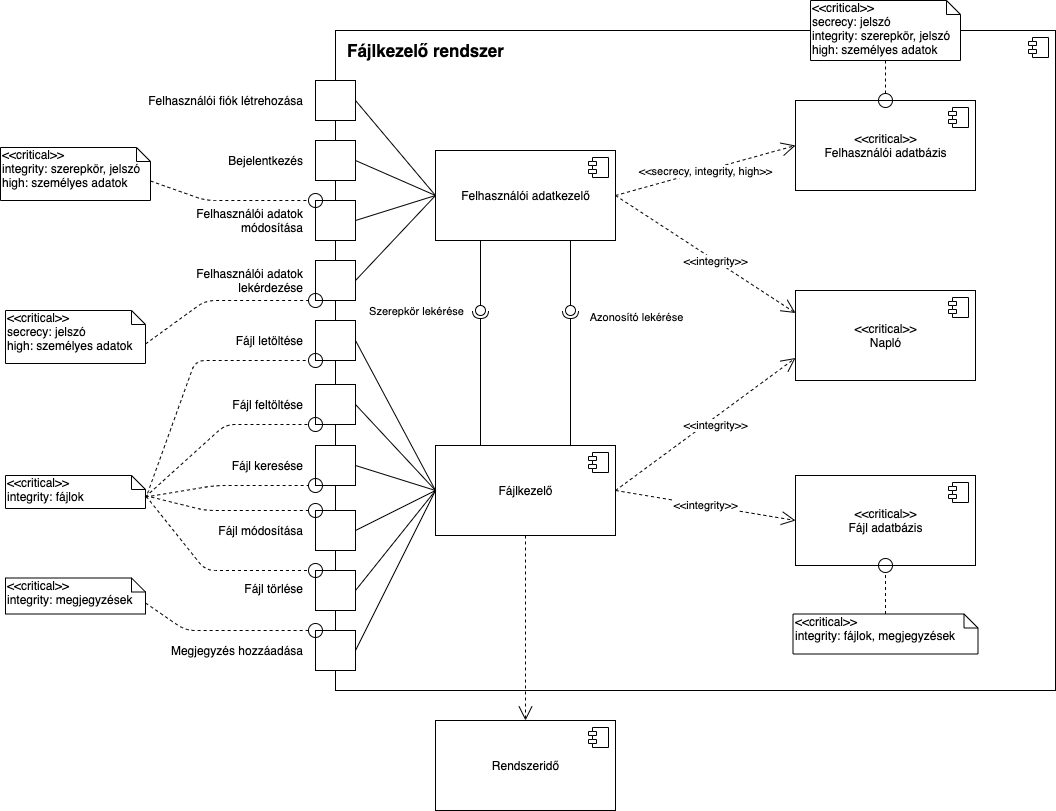 <<critical>>
secrecy: jelszó
integrity: szerepkör, jelszó
high: személyes adatok
Fájlkezelő rendszer
Felhasználói fiók létrehozása
Bejelentkezés
<<critical>>
integrity: szerepkör, jelszó
high: személyes adatok
Felhasználói adatok
módosítása
Felhasználói adatok
lekérdezése
<<critical>>
secrecy: jelszó
high: személyes adatok
Fájl letöltése
Fájl feltöltése
Fájl keresése
<<critical>>
integrity: fájlok
Fájl módosítása
Fájl törlése
<<critical>>
integrity: megjegyzések
Megjegyzés hozzáadása
Felhasználói adatkezelő
<<secrecy, integrity, high>>
<<critical>>
Felhasználói adatbázis
<<integrity>>
Szerepkör lekérése
Azonosító lekérése
<<critical>>
Napló
<<integrity>>
Fájlkezelő
<<integrity>>
<<critical>>
Fájl adatbázis
<<critical>>
integrity: fájlok, megjegyzések
Rendszeridő